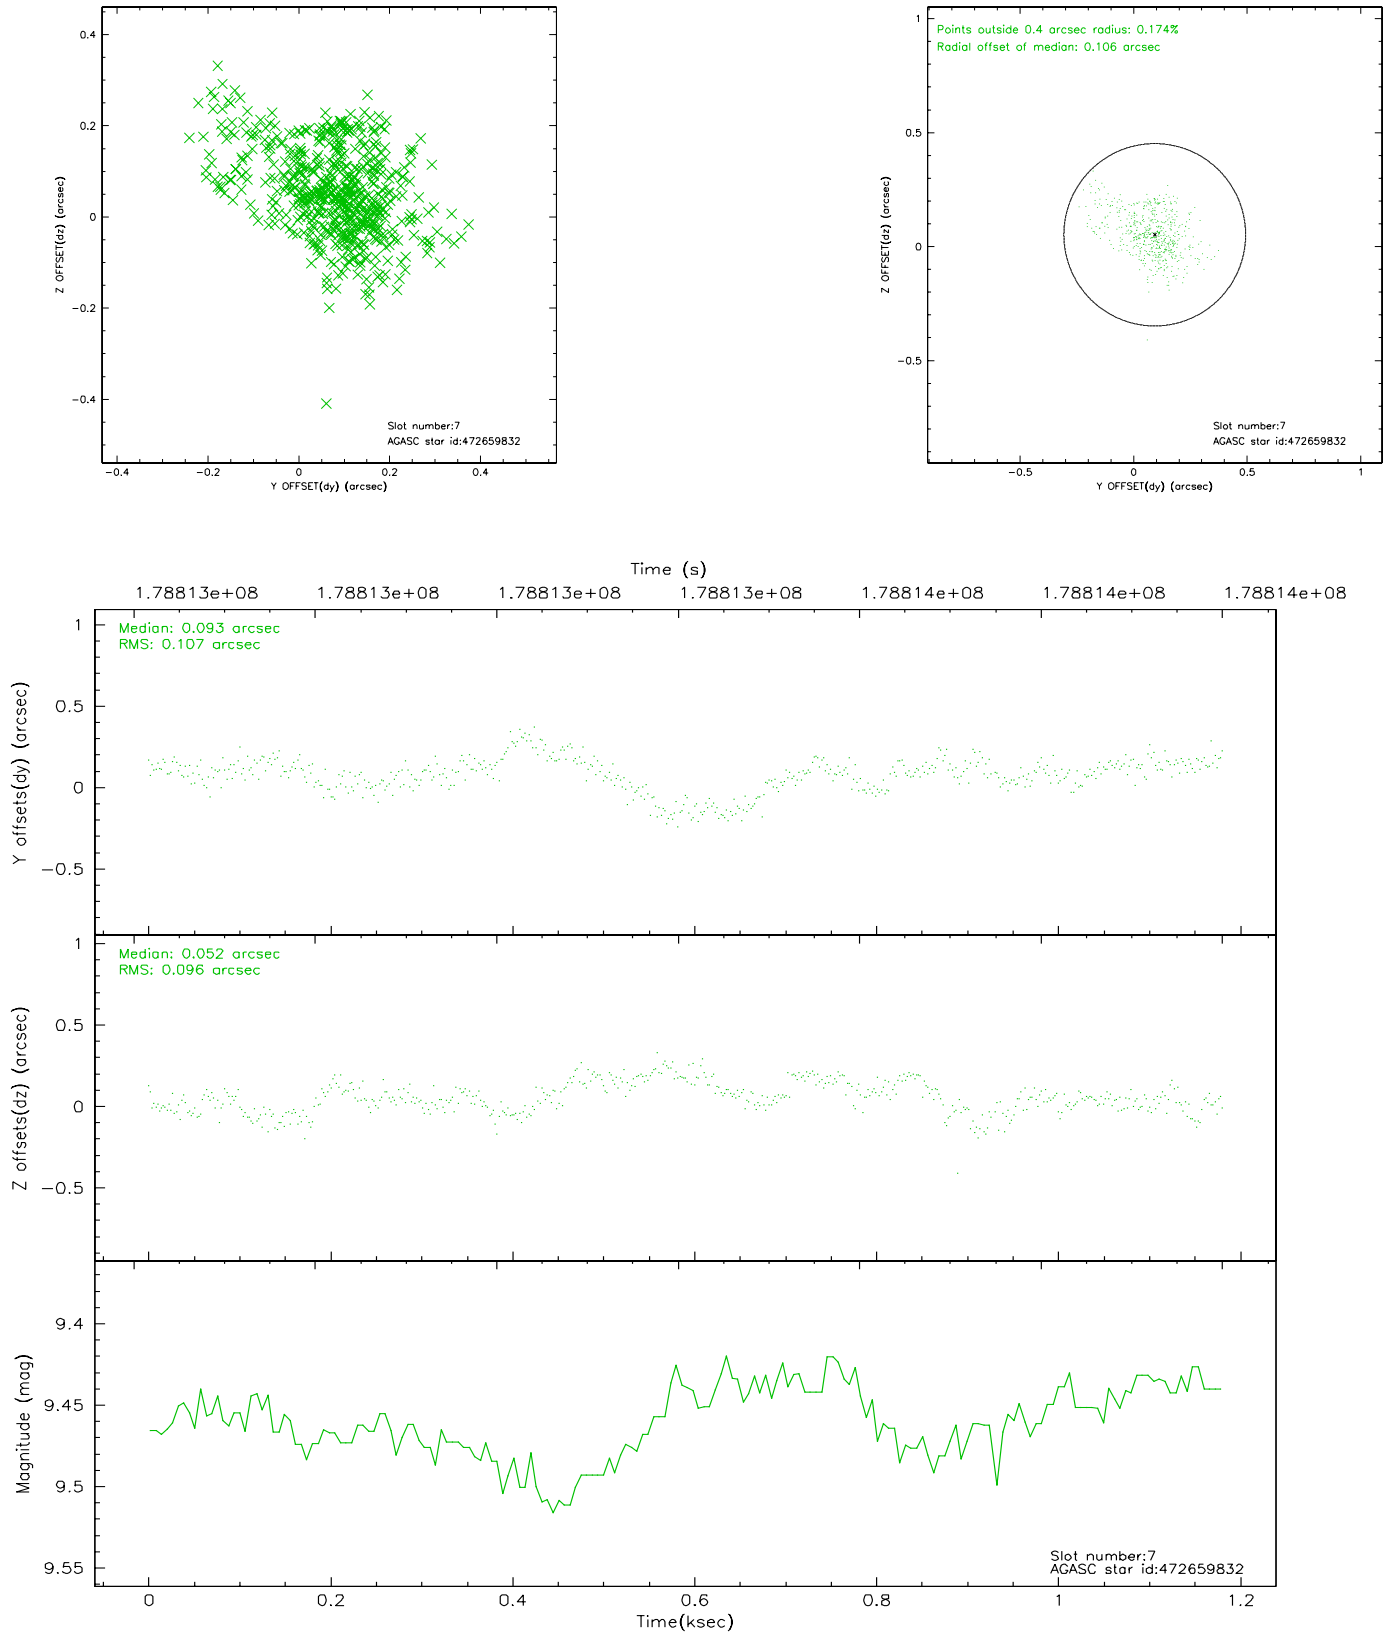 0.4
0.2
0
−0.2
−0.4
Z OFFSET(dz) (arcsec)
Slot number:7
AGASC star id:472659832
−0.4 −0.2 0 0.2 0.4
Y OFFSET(dy) (arcsec)
Points outside 0.4 arcsec radius: 0.174%
Radial offset of median: 0.106 arcsec
1
0.5
0
−0.5
Z OFFSET(dz) (arcsec)
Slot number:7
AGASC star id:472659832
−0.5 0 0.5 1
Y OFFSET(dy) (arcsec)
Time (s)
1.78813e+08 1.78813e+08 1.78813e+08 1.78813e+08 1.78814e+08 1.78814e+08 1.78814e+08
Median: 0.093 arcsec
RMS: 0.107 arcsec
1
0.5
0
−0.5
Y offsets(dy) (arcsec)
Median: 0.052 arcsec
RMS: 0.096 arcsec
1
0.5
0
−0.5
Z offsets(dz) (arcsec)
9.4
9.45
9.5
9.55
Magnitude (mag)
Slot number:7
AGASC star id:472659832
0 0.2 0.4 0.6 0.8 1 1.2
Time(ksec)